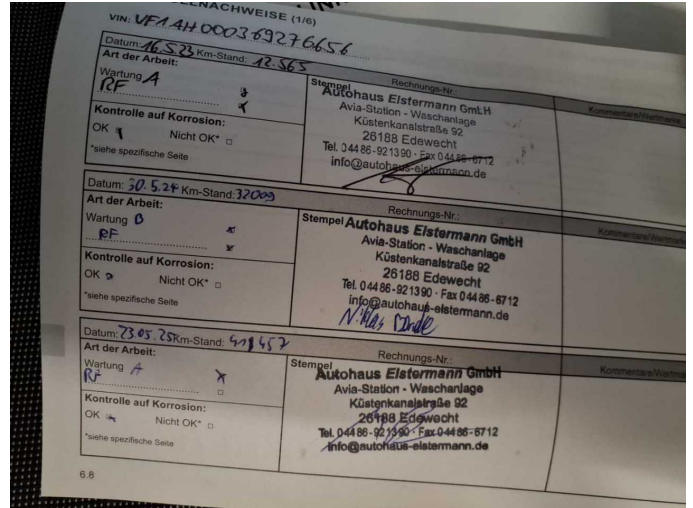 VIN: VF1AH000369276656
Datum: 16.5.23 Km-Stand: 12.565
Art der Arbeit:
Wartung A
RF
Kontrolle auf Korrosion:
OK Nicht OK*
*siehe spezifische Seite
Stempel Rechnungs-Nr.:
Autohaus Elstermann GmbH
Avia-Station - Waschanlage
Küstenkanalstraße 92
26188 Edewecht
Tel. 04486-921390 · Fax 04486-6712
info@autohaus-elstermann.de
Datum: 30.5.24 Km-Stand: 32009
Art der Arbeit:
Wartung B
RF
Kontrolle auf Korrosion:
OK Nicht OK*
*siehe spezifische Seite
Rechnungs-Nr.:
Stempel Autohaus Elstermann GmbH
Avia-Station - Waschanlage
Küstenkanalstraße 92
26188 Edewecht
Tel. 04486-921390 · Fax 04486-6712
info@autohaus-elstermann.de
Datum: 23.05.25 Km-Stand:
Art der Arbeit:
Wartung A
RF
Kontrolle auf Korrosion:
OK Nicht OK*
*siehe spezifische Seite
Rechnungs-Nr.:
Stempel
Autohaus Elstermann GmbH
Avia-Station - Waschanlage
Küstenkanalstraße 92
26188 Edewecht
Tel. 04486-921390 · Fax 04486-6712
info@autohaus-elstermann.de
6.8